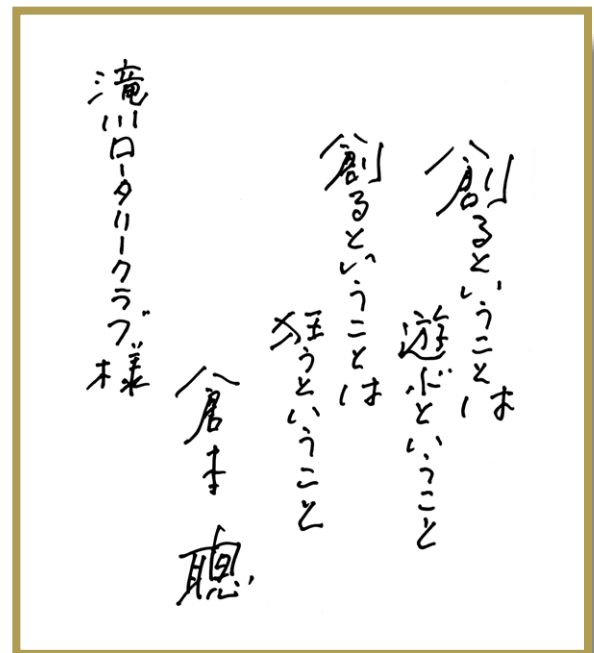 創るということは
遊ぶということ
創るということは
狂うということ
倉本 聰
滝川ロータリークラブ様